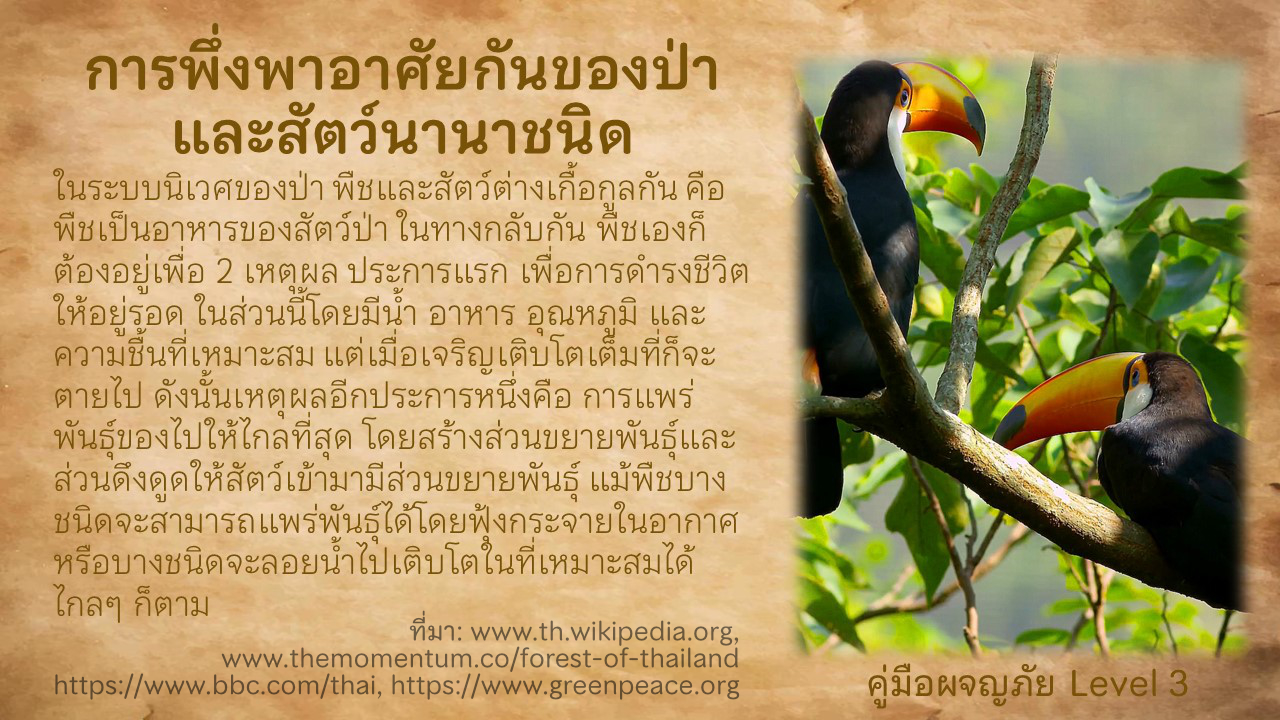 การพึ่งพาอาศัยกันของป่า
และสัตว์นานาชนิด
ในระบบนิเวศของป่า พืชและสัตว์ต่างเกื้อกูลกัน คือ
พืชเป็นอาหารของสัตว์ป่า ในทางกลับกัน พืชเองก็
ต้องอยู่เพื่อ 2 เหตุผล ประการแรก เพื่อการดำรงชีวิต
ให้อยู่รอด ในส่วนนี้โดยมีน้ำ อาหาร อุณหภูมิ และ
ความชื้นที่เหมาะสม แต่เมื่อเจริญเติบโตเต็มที่ก็จะ
ตายไป ดังนั้นเหตุผลอีกประการหนึ่งคือ การแพร่
พันธุ์ของไปให้ไกลที่สุด โดยสร้างส่วนขยายพันธุ์และ
ส่วนดึงดูดให้สัตว์เข้ามามีส่วนขยายพันธุ์ แม้พืชบาง
ชนิดจะสามารถแพร่พันธุ์ได้โดยฟุ้งกระจายในอากาศ
หรือบางชนิดจะลอยน้ำไปเติบโตในที่เหมาะสมได้
ไกลๆ ก็ตาม
ที่มา: www.th.wikipedia.org,
www.themomentum.co/forest-of-thailand
https://www.bbc.com/thai, https://www.greenpeace.org
คู่มือผจญภัย Level 3